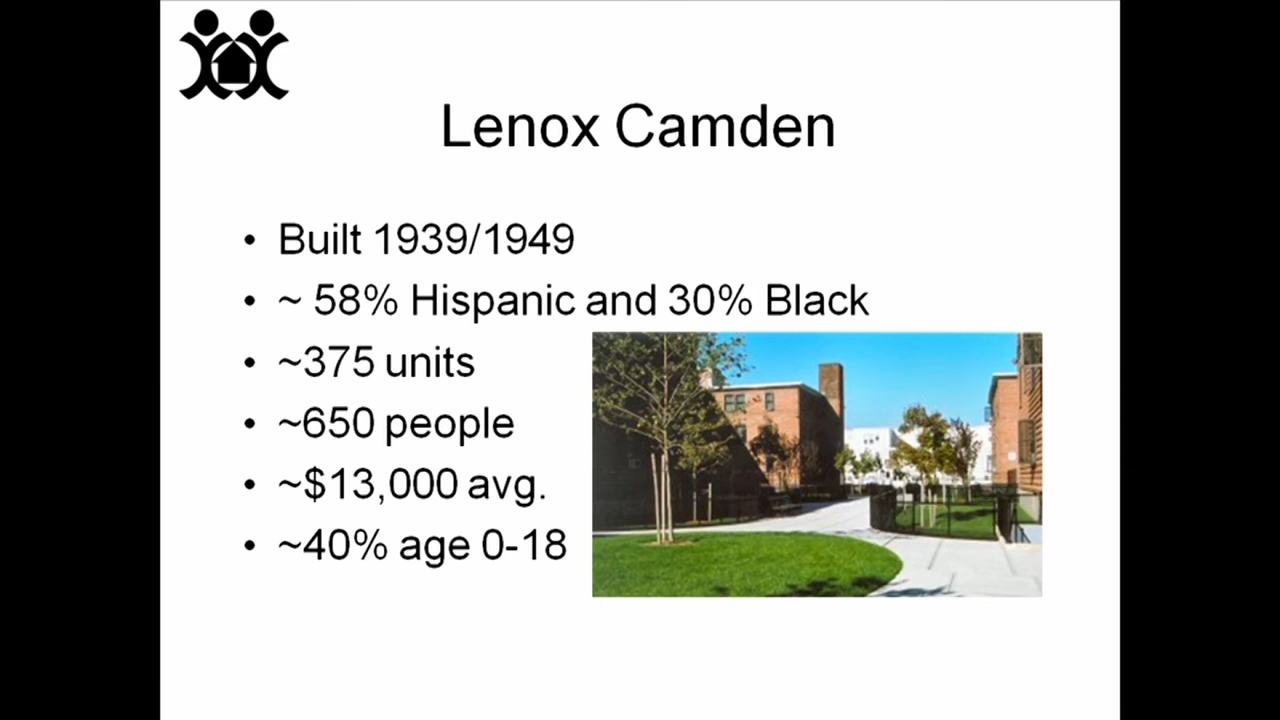 Lenox Camden
• Built 1939/1949
• ~ 58% Hispanic and 30% Black
• ~375 units
• ~650 people
• ~$13,000 avg.
• ~40% age 0-18